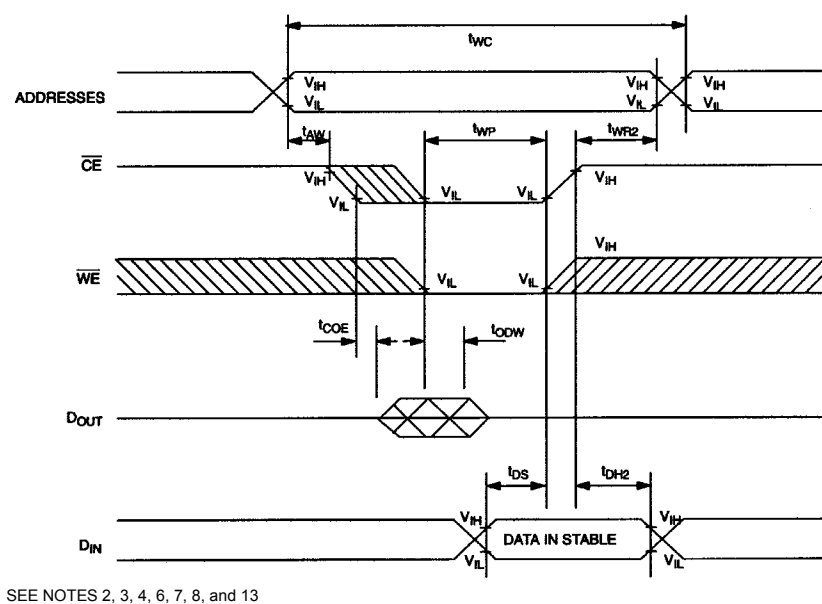 tWC
ADDRESSES
VIH
VIL
VIH
VIL
VIH
VIL
tAW
tWP
tWR2
CE
VIH
VIL
VIL
VIL
VIH
WE
VIL
VIL
VIH
tCOE
tODW
DOUT
tDS
tDH2
DIN
VIH
VIL
DATA IN STABLE
VIH
VIL
SEE NOTES 2, 3, 4, 6, 7, 8, and 13